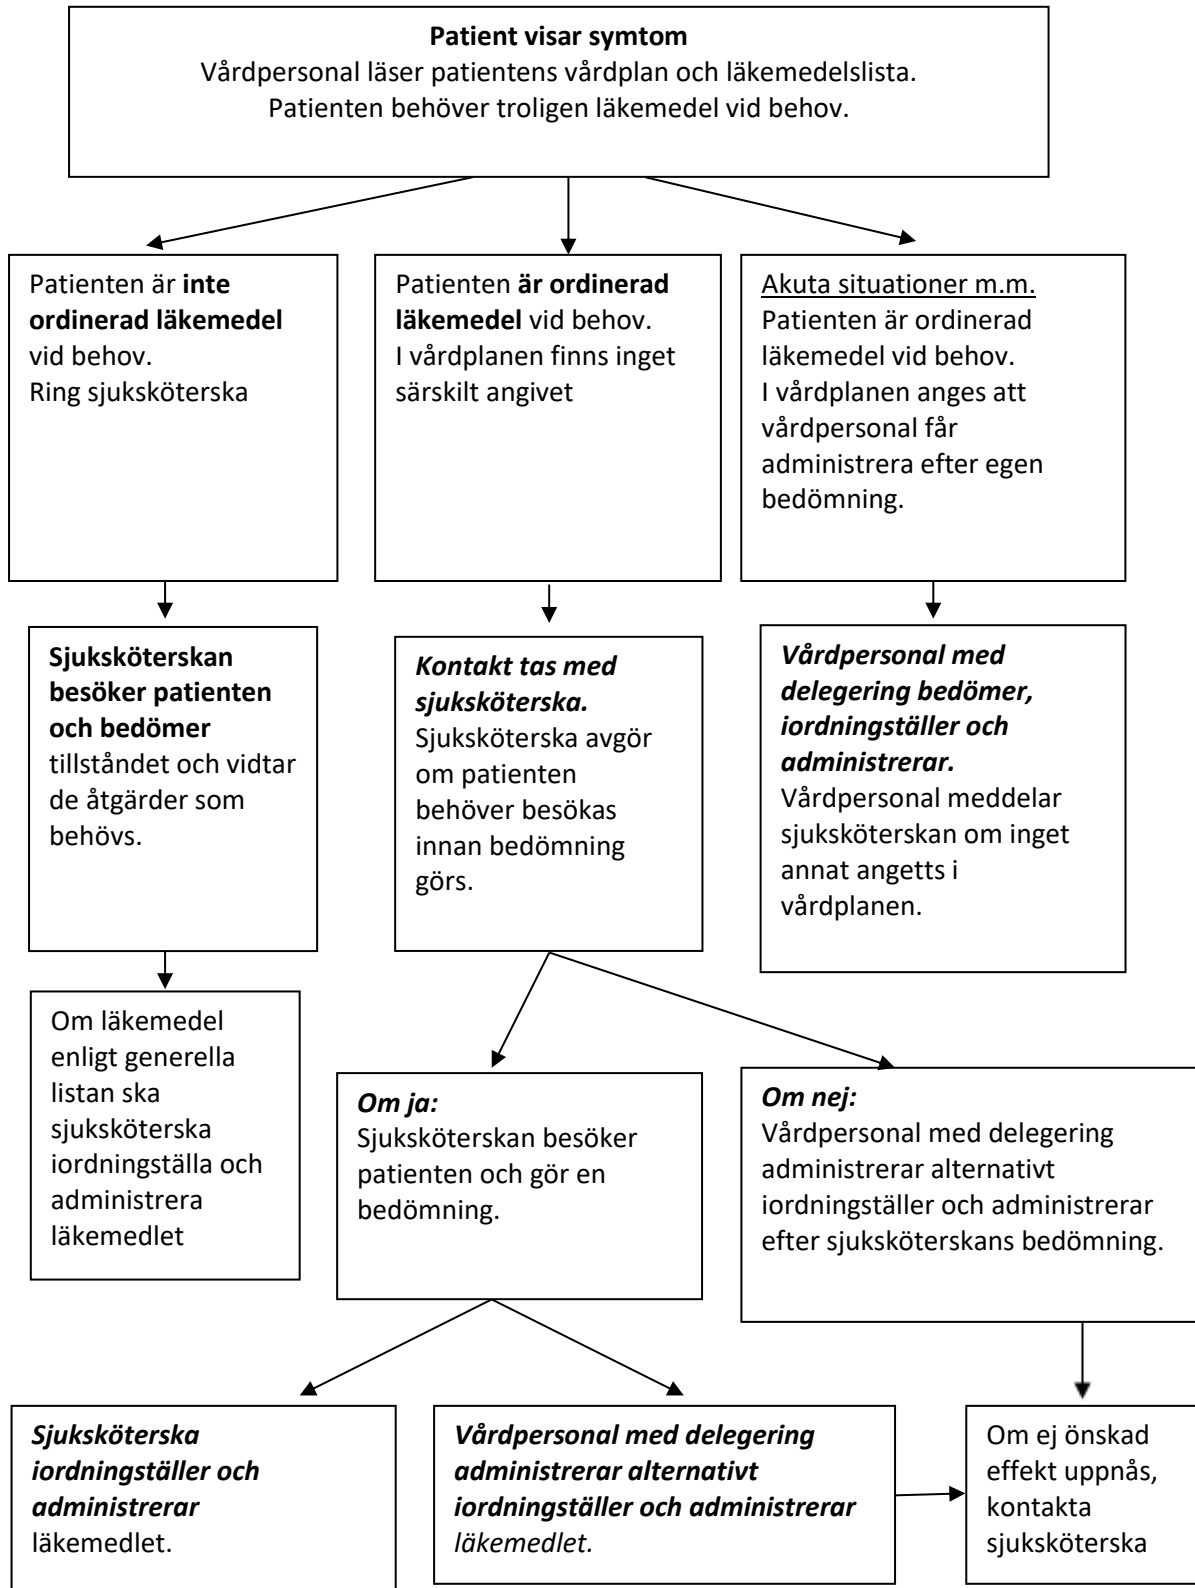 Patient visar symtom
Vårdpersonal läser patientens vårdplan och läkemedelslista.
Patienten behöver troligen läkemedel vid behov.
Patienten är inte
ordinerad läkemedel
vid behov.
Ring sjuksköterska
Patienten är ordinerad
läkemedel vid behov.
I vårdplanen finns inget
särskilt angivet
Akuta situationer m.m.
Patienten är ordinerad
läkemedel vid behov.
I vårdplanen anges att
vårdpersonal får
administrera efter egen
bedömning.
Sjuksköterskan
besöker patienten
och bedömer
tillståndet och vidtar
de åtgärder som
behövs.
Kontakt tas med
sjuksköterska.
Sjuksköterska avgör
om patienten
behöver besökas
innan bedömning
görs.
Vårdpersonal med
delegering bedömer,
iordningställer och
administrerar.
Vårdpersonal meddelar
sjuksköterskan om inget
annat angetts i
vårdplanen.
Om läkemedel
enligt generella
listan ska
sjuksköterska
iordningställa och
administrera
läkemedlet
Om ja:
Sjuksköterskan besöker
patienten och gör en
bedömning.
Om nej:
Vårdpersonal med delegering
administrerar alternativt
iordningställer och administrerar
efter sjuksköterskans bedömning.
Sjuksköterska
iordningställer och
administrerar
läkemedlet.
Vårdpersonal med delegering
administrerar alternativt
iordningställer och administrerar
läkemedlet.
Om ej önskad
effekt uppnås,
kontakta
sjuksköterska